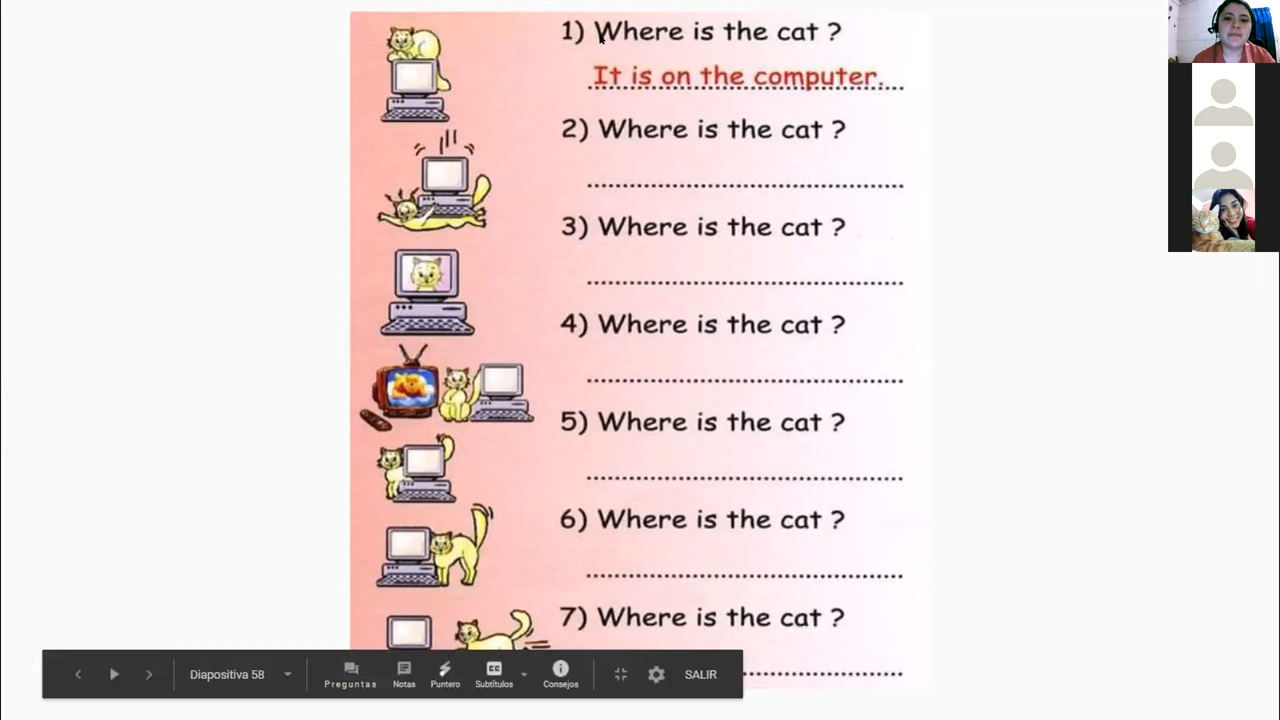 1) Where is the cat ?
It is on the computer.
2) Where is the cat ?
3) Where is the cat ?
4) Where is the cat ?
5) Where is the cat ?
6) Where is the cat ?
7) Where is the cat ?
Diapositiva 58
Preguntas
Notas
Puntero
Subtítulos
Consejos
SALIR